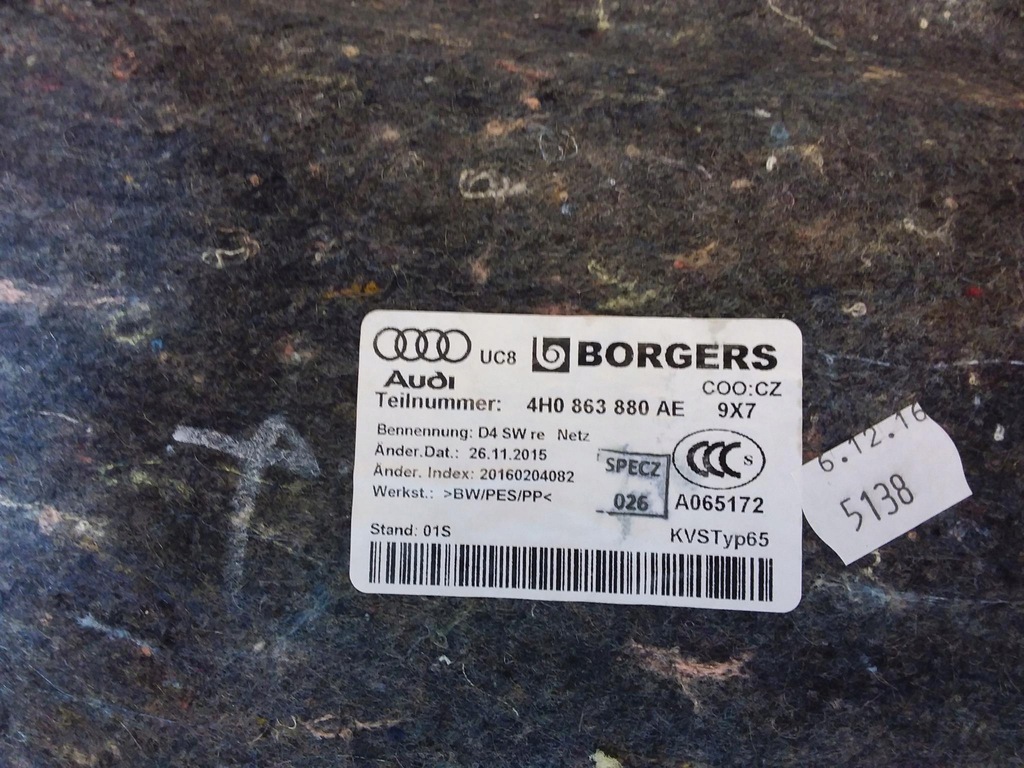 UC8 BORGERS
Audi
COO:CZ
Teilnummer: 4H0 863 880 AE 9X7
Bennennung: D4 SW re Netz
Änder.Dat.: 26.11.2015
Änder. Index: 20160204082
Werkst.: >BW/PES/PP<
SPECZ
026
CCC S
A065172
Stand: 01S
KVSTyp65
6.12.16
5138